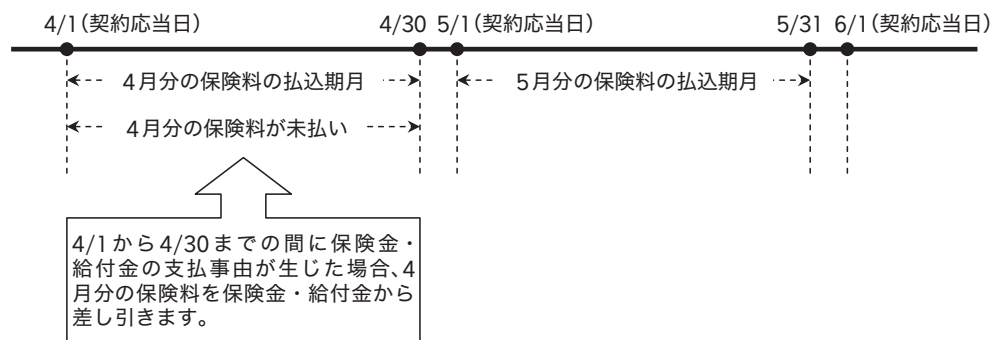 4/1(契約応当日) 4/30 5/1(契約応当日) 5/31 6/1(契約応当日)
4月分の保険料の払込期月 5月分の保険料の払込期月
4月分の保険料が未払い
4/1から4/30までの間に保険金・
給付金の支払事由が生じた場合、4
月分の保険料を保険金・給付金から
差し引きます。